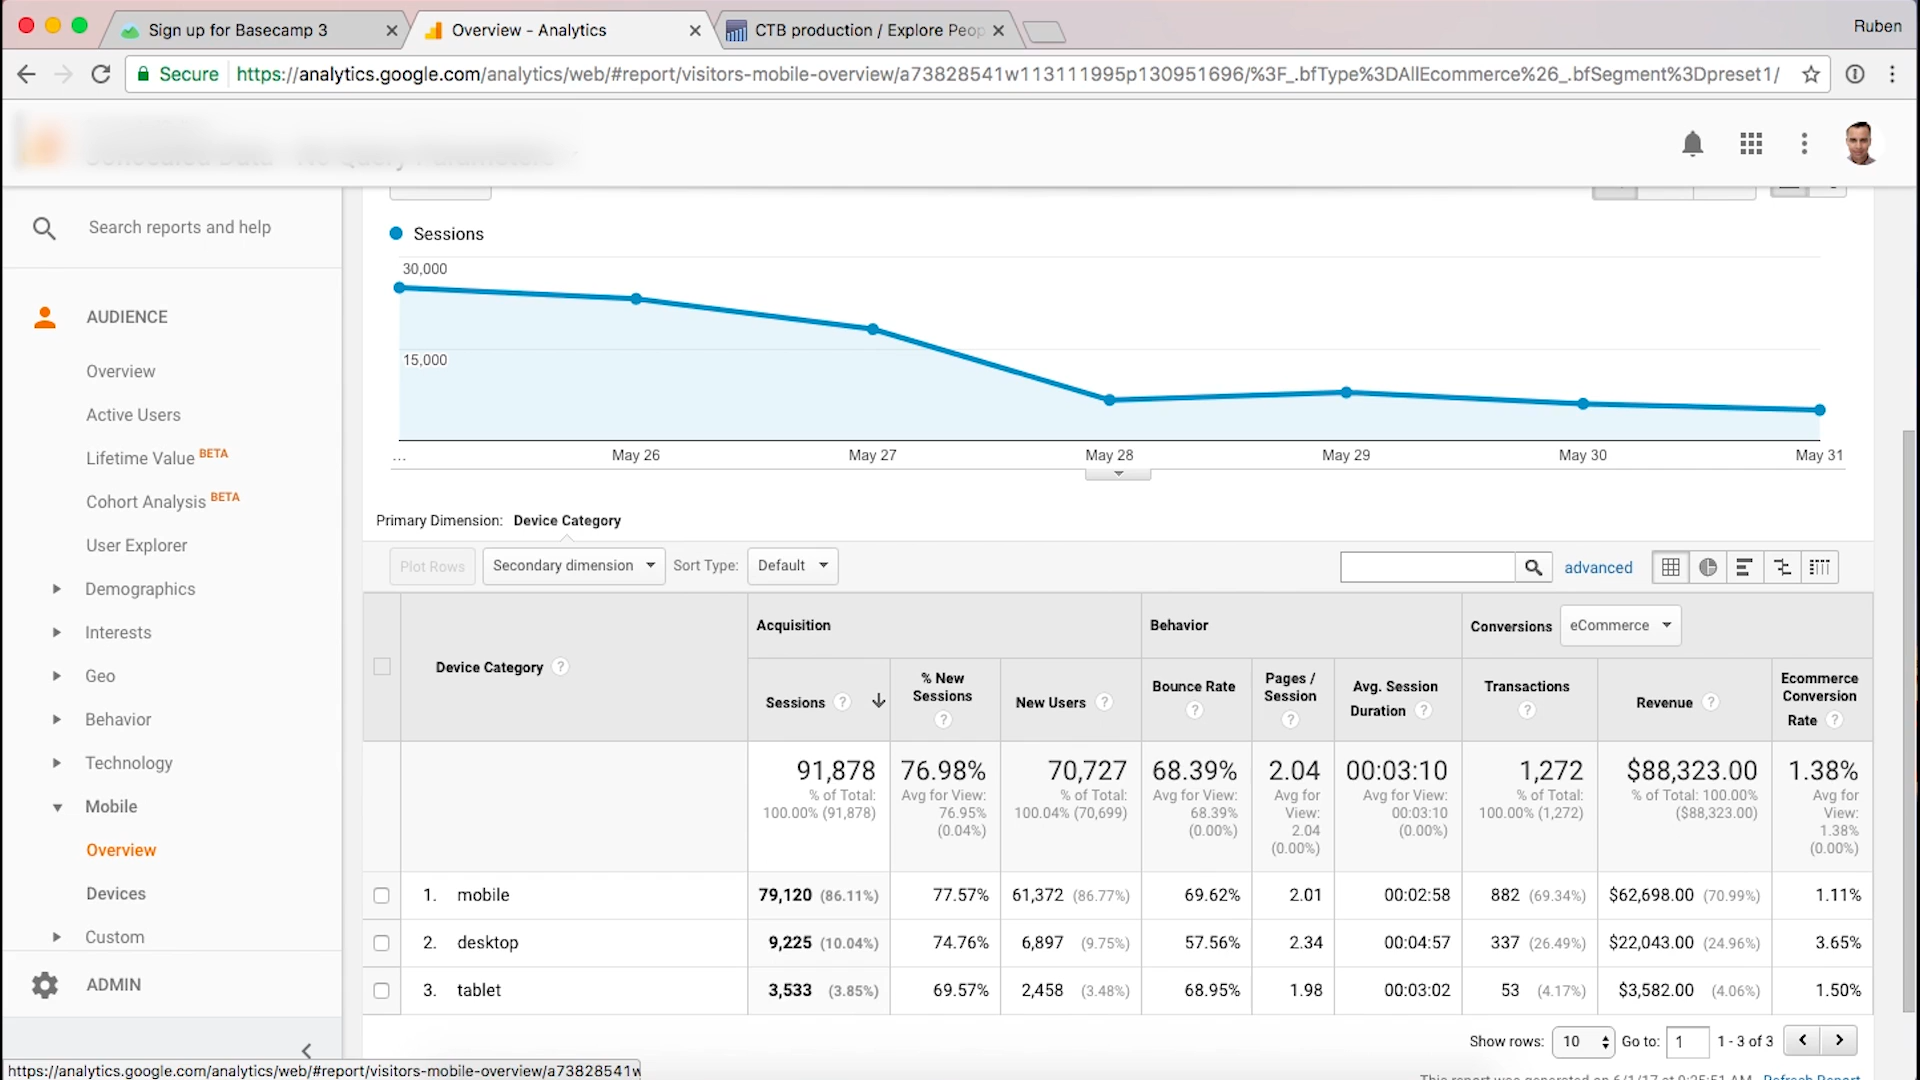 Sign up for Basecamp 3
Overview - Analytics
CTB production / Explore Peop
Ruben
Secure
https://analytics.google.com/analytics/web/#report/visitors-mobile-overview/a73828541w113111995p130951696/%3F_.bfType%3DAllEcommerce%26_.bfSegment%3Dpreset1/
Search reports and help
AUDIENCE
Overview
Active Users
Lifetime Value BETA
Cohort Analysis BETA
User Explorer
Demographics
Interests
Geo
Behavior
Technology
Mobile
Overview
Devices
Custom
ADMIN
Sessions
30,000
15,000
... May 26 May 27 May 28 May 29 May 30 May 31
Primary Dimension: Device Category
Plot Rows Secondary dimension Sort Type: Default advanced
Acquisition Behavior Conversions eCommerce
Device Category ?
Sessions ? % New Sessions ? New Users ? Bounce Rate ? Pages / Session ? Avg. Session Duration ? Transactions ? Revenue ? Ecommerce Conversion Rate ?
91,878 76.98% 70,727 68.39% 2.04 00:03:10 1,272 $88,323.00 1.38%
% of Total: 100.00% (91,878) Avg for View: 76.95% (0.04%) % of Total: 100.04% (70,699) Avg for View: 68.39% (0.00%) Avg for View: 2.04 (0.00%) Avg for View: 00:03:10 (0.00%) % of Total: 100.00% (1,272) % of Total: 100.00% ($88,323.00) Avg for View: 1.38% (0.00%)
1. mobile 79,120 (86.11%) 77.57% 61,372 (86.77%) 69.62% 2.01 00:02:58 882 (69.34%) $62,698.00 (70.99%) 1.11%
2. desktop 9,225 (10.04%) 74.76% 6,897 (9.75%) 57.56% 2.34 00:04:57 337 (26.49%) $22,043.00 (24.96%) 3.65%
3. tablet 3,533 (3.85%) 69.57% 2,458 (3.48%) 68.95% 1.98 00:03:02 53 (4.17%) $3,582.00 (4.06%) 1.50%
Show rows: 10 Go to: 1 1 - 3 of 3
https://analytics.google.com/analytics/web/#report/visitors-mobile-overview/a73828541w
This report was generated on 6/1/17 at 9:25:51 AM - Refresh Report